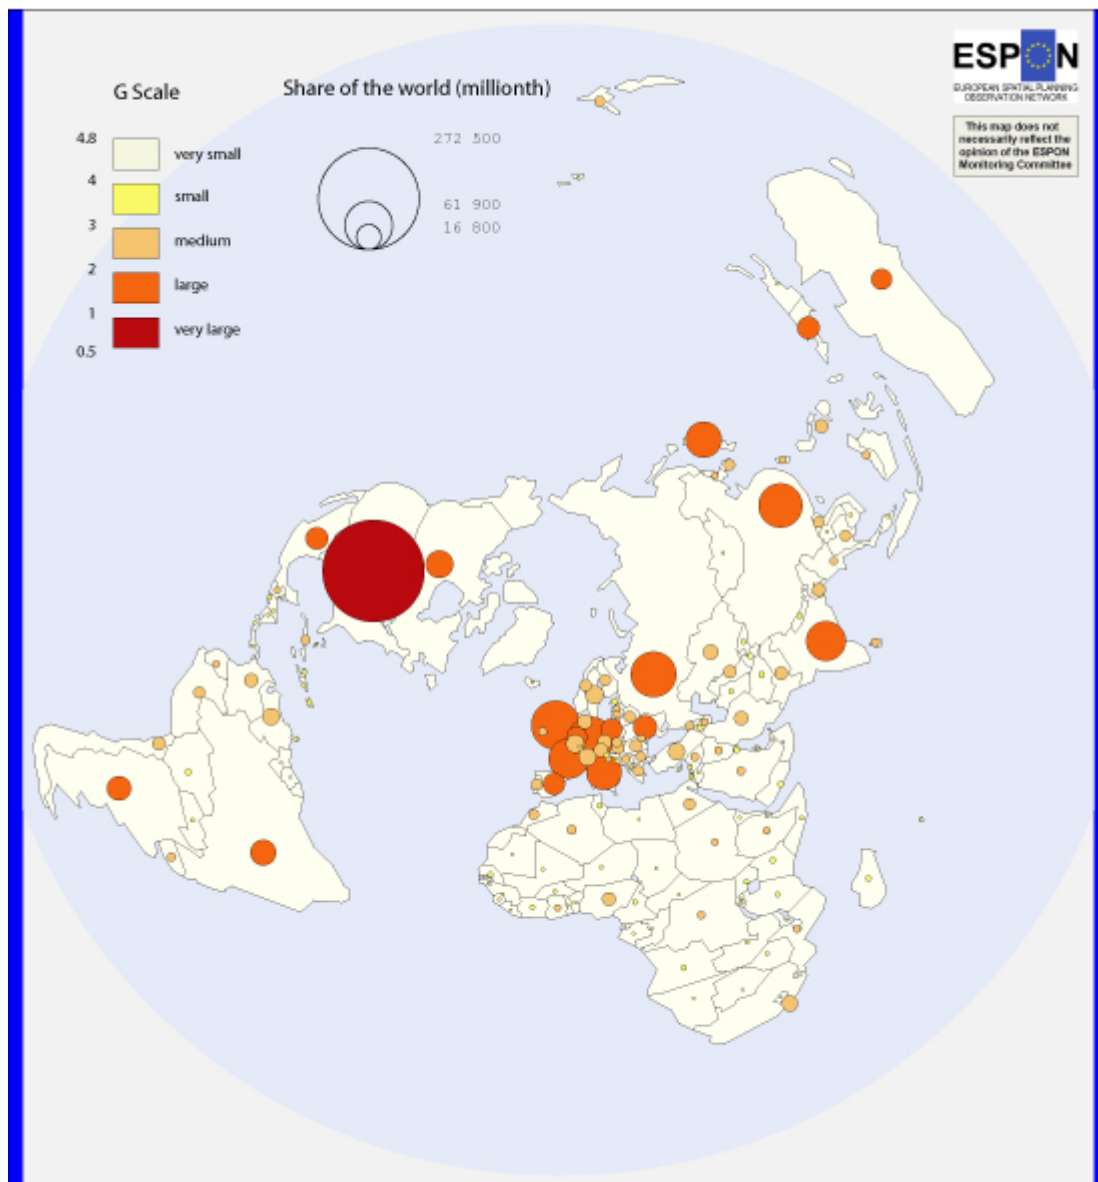 G Scale
4.8
very small
4
small
3
medium
2
large
1
very large
0.5
Share of the world (millionth)
272 500
61 900
16 800
ESPON
EUROPEAN SPATIAL PLANNING
OBSERVATION NETWORK
This map does not
necessarily reflect the
opinion of the ESPON
Monitoring Committee